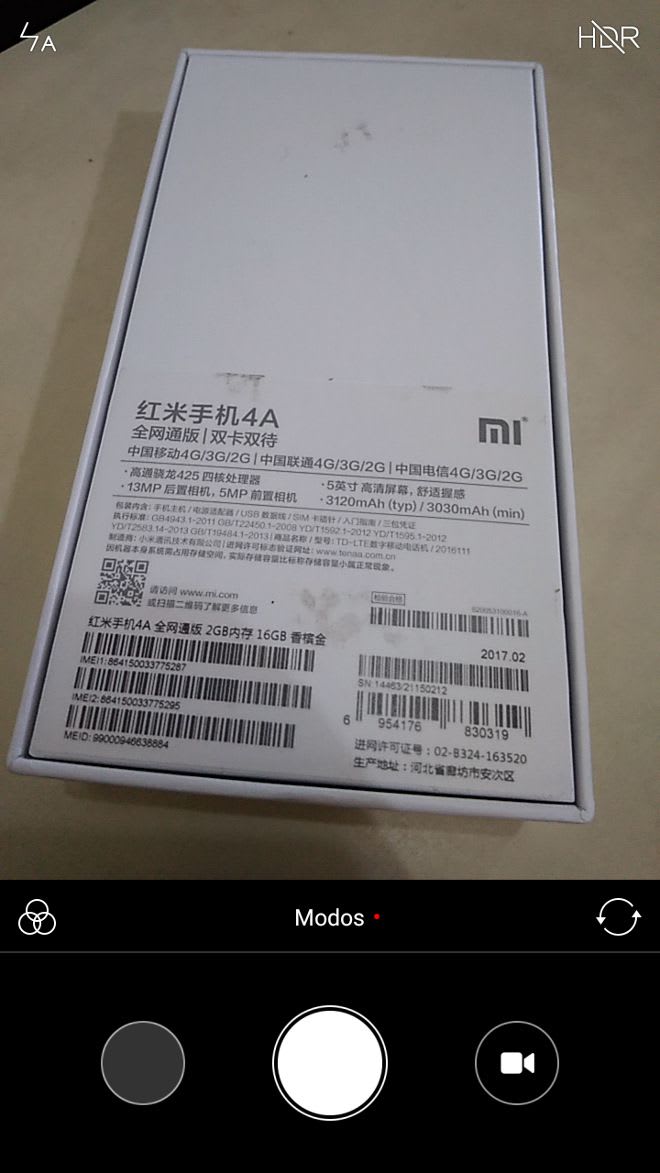 A
HDR
红米手机4A
全网通版 | 双卡双待
mi
中国移动4G/3G/2G | 中国联通4G/3G/2G | 中国电信4G/3G/2G
·高通骁龙425 四核处理器
·5英寸 高清屏幕，舒适握感
·13MP 后置相机，5MP 前置相机
·3120mAh (typ) / 3030mAh (min)
包装内含: 手机主机 / 电源适配器 / USB 数据线 / SIM 卡插针 / 入门指南 / 三包凭证
执行标准: GB4943.1-2011 GB/T22450.1-2008 YD/T1592.1-2012 YD/T1595.1-2012
YD/T2583.14-2013 GB/T19484.1-2013 | 商品名称 / 型号: TD-LTE数字移动电话机 / 2016111
制造商: 小米通讯技术有限公司 | 进网许可标志验证网址: www.tenaa.com.cn
因机器本身系统需占用存储空间，实际存储容量比标称存储容量小属正常现象。
请访问 www.mi.com
或扫描二维码了解更多信息
检验合格
红米手机4A 全网通版 2GB内存 16GB 香槟金
2017.02
IMEI1:864150033775287
SN:14463/21150212
IMEI2:864150033775295
6 954176 830319
MEID: 99000946638884
进网许可证号：02-B324-163520
生产地址：河北省廊坊市安次区
Modos